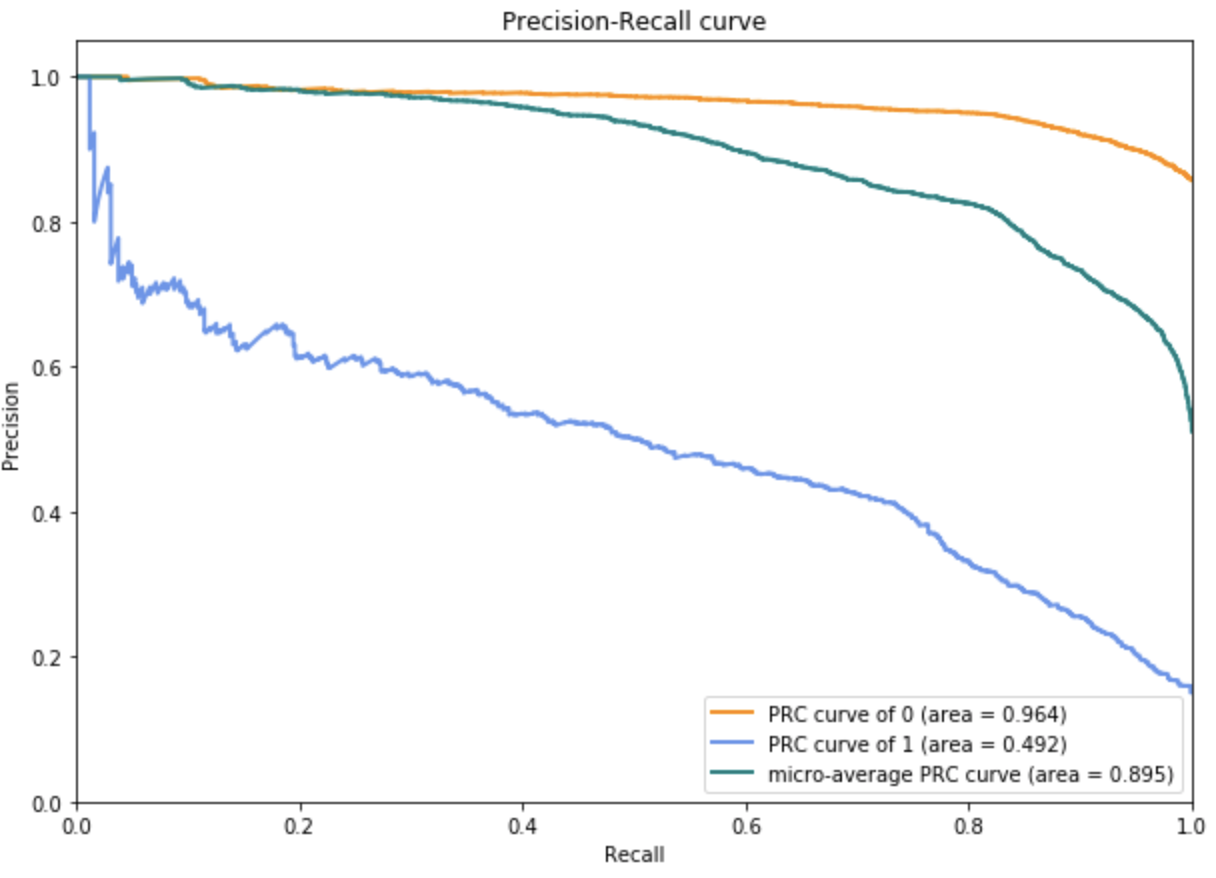 Precision-Recall curve
1.0
0.8
0.6
0.4
0.2
0.0
Precision
0.0 0.2 0.4 0.6 0.8 1.0
Recall
PRC curve of 0 (area = 0.964)
PRC curve of 1 (area = 0.492)
micro-average PRC curve (area = 0.895)